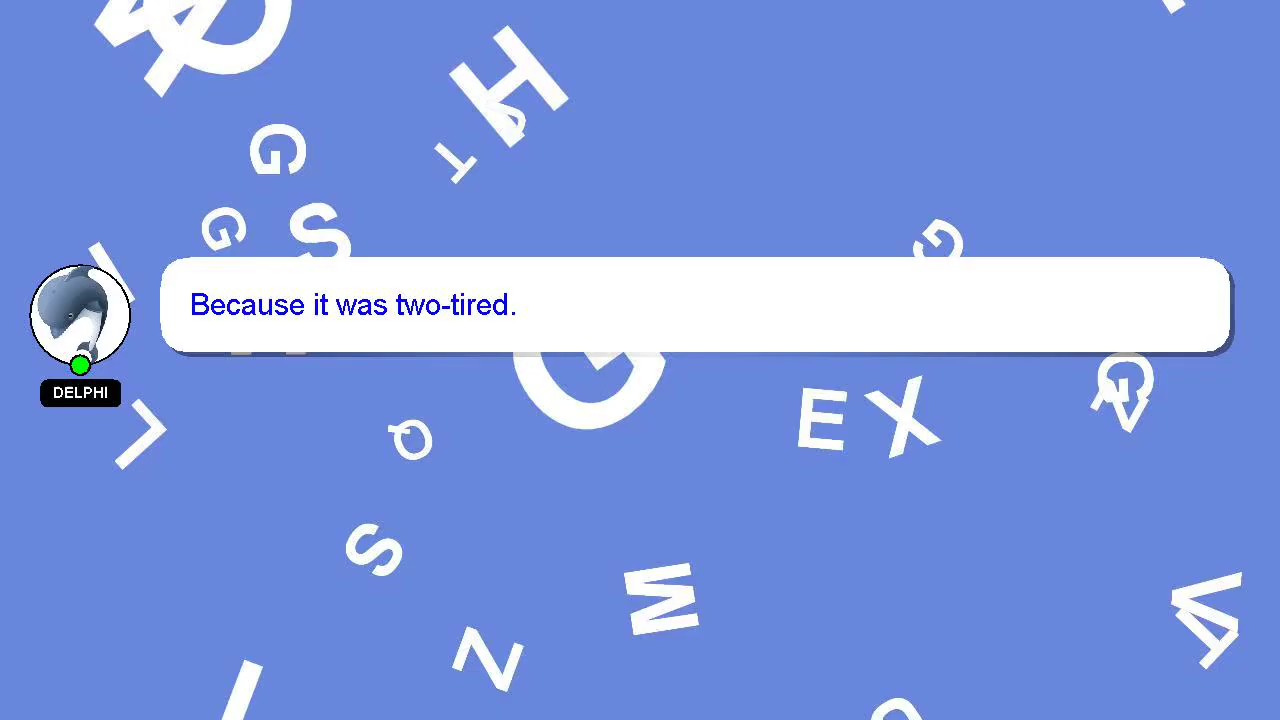 Because it was two-tired.
DELPHI
H
T
G
G
S
G
L
Q
E X
G
S
M
Z
V